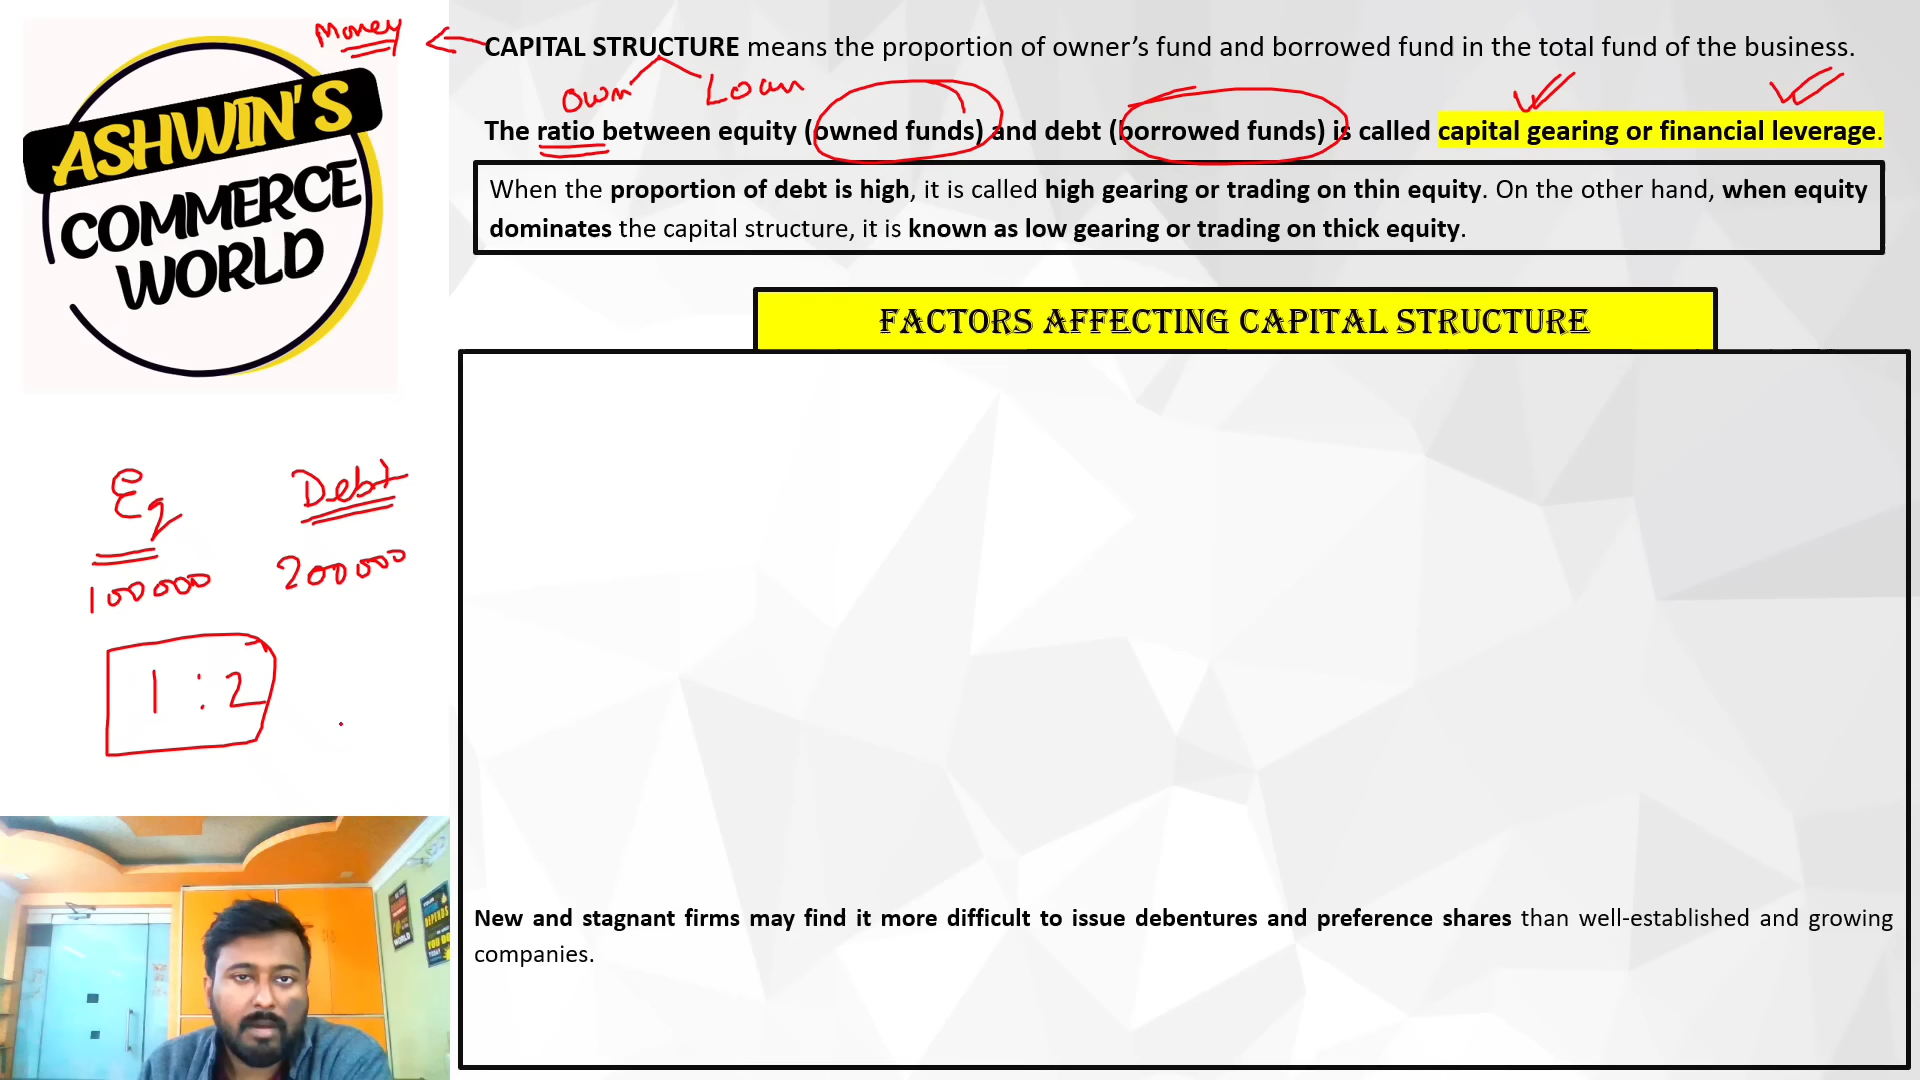 Money
CAPITAL STRUCTURE means the proportion of owner’s fund and borrowed fund in the total fund of the business.
Own Loan
The ratio between equity (owned funds) and debt (borrowed funds) is called capital gearing or financial leverage.
When the proportion of debt is high, it is called high gearing or trading on thin equity. On the other hand, when equity
dominates the capital structure, it is known as low gearing or trading on thick equity.
FACTORS AFFECTING CAPITAL STRUCTURE
New and stagnant firms may find it more difficult to issue debentures and preference shares than well-established and growing
companies.
ASHWIN'S
COMMERCE
WORLD
Eq Debt
100000 200000
1 : 2
WORLD
DEPENDS
YOU DO